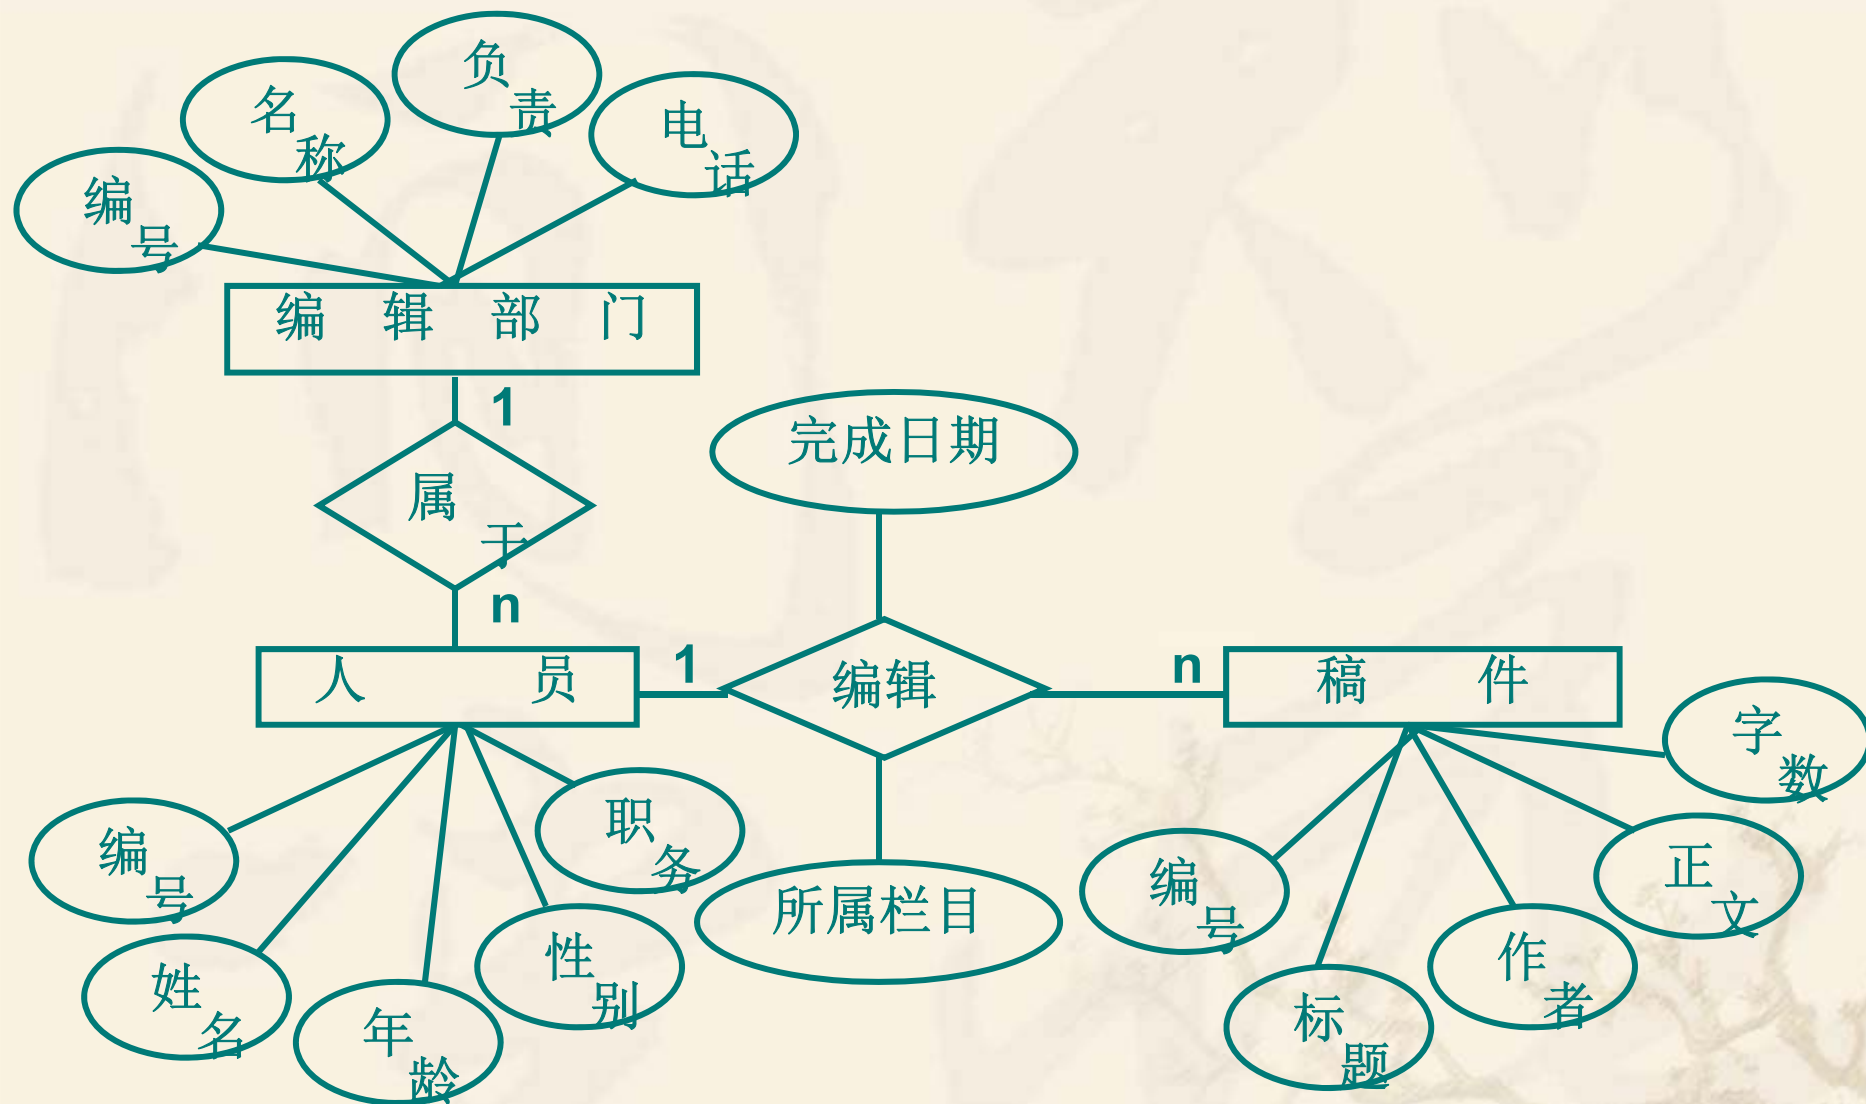 负责
名称
电话
编号
编辑部门
1
完成日期
属于
n
人员
1
编辑
n
稿件
字数
职务
编号
正文
编号
所属栏目
性别
作者
姓名
标题
年龄